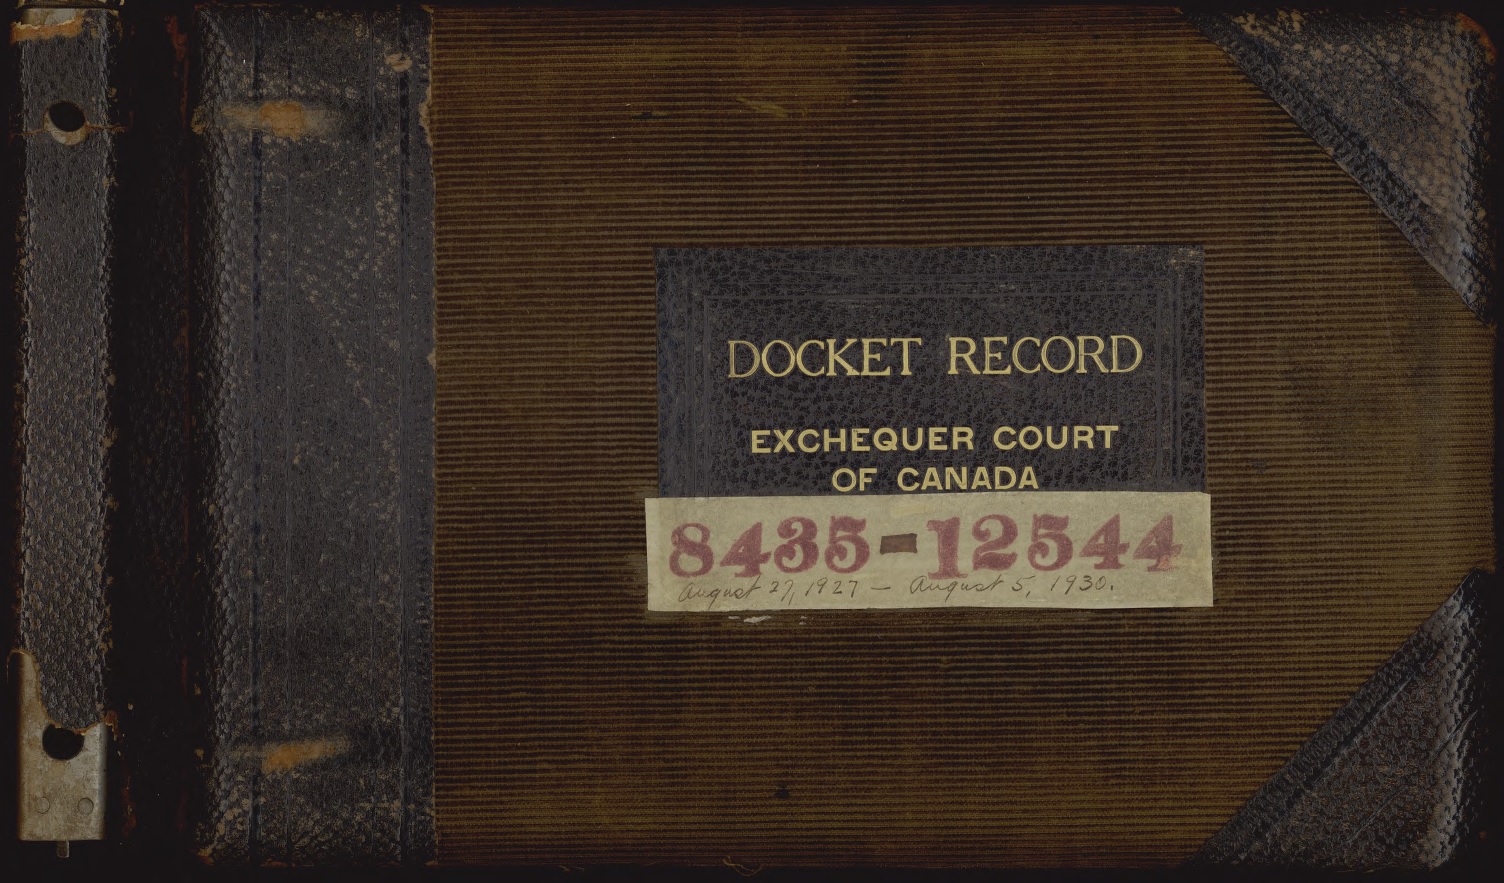 DOCKET RECORD
EXCHEQUER COURT
OF CANADA
8435-12544
August 27, 1927 — August 5, 1930.